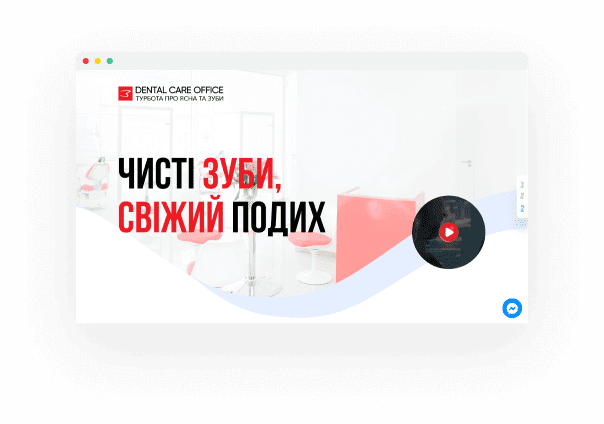 DENTAL CARE OFFICE
ТУРБОТА ПРО ЯСНА ТА ЗУБИ
ЧИСТІ ЗУБИ,
СВІЖИЙ ПОДИХ